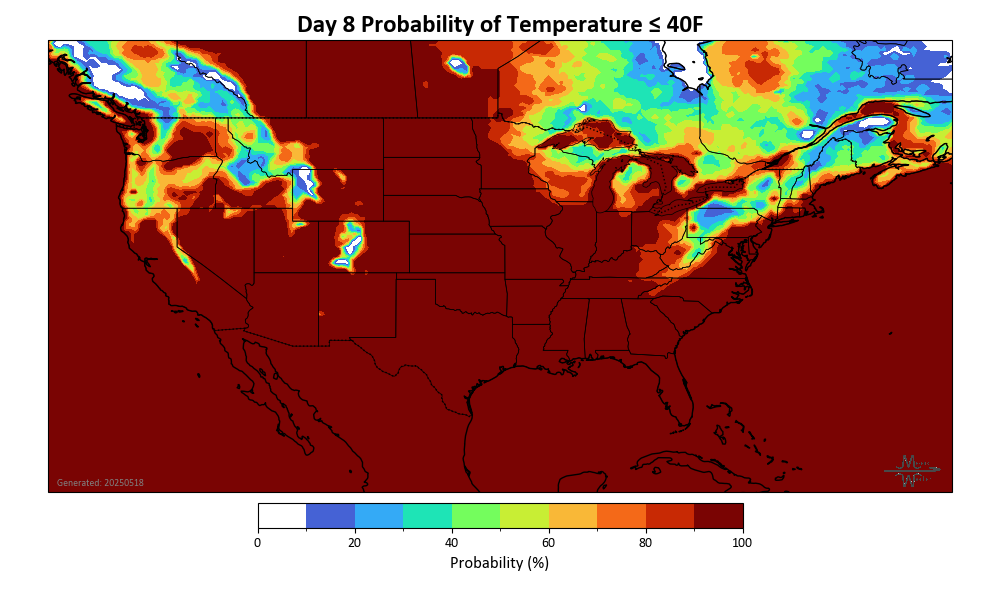 Day 8 Probability of Temperature ≤ 40F
Generated: 20250518
0 20 40 60 80 100
Probability (%)